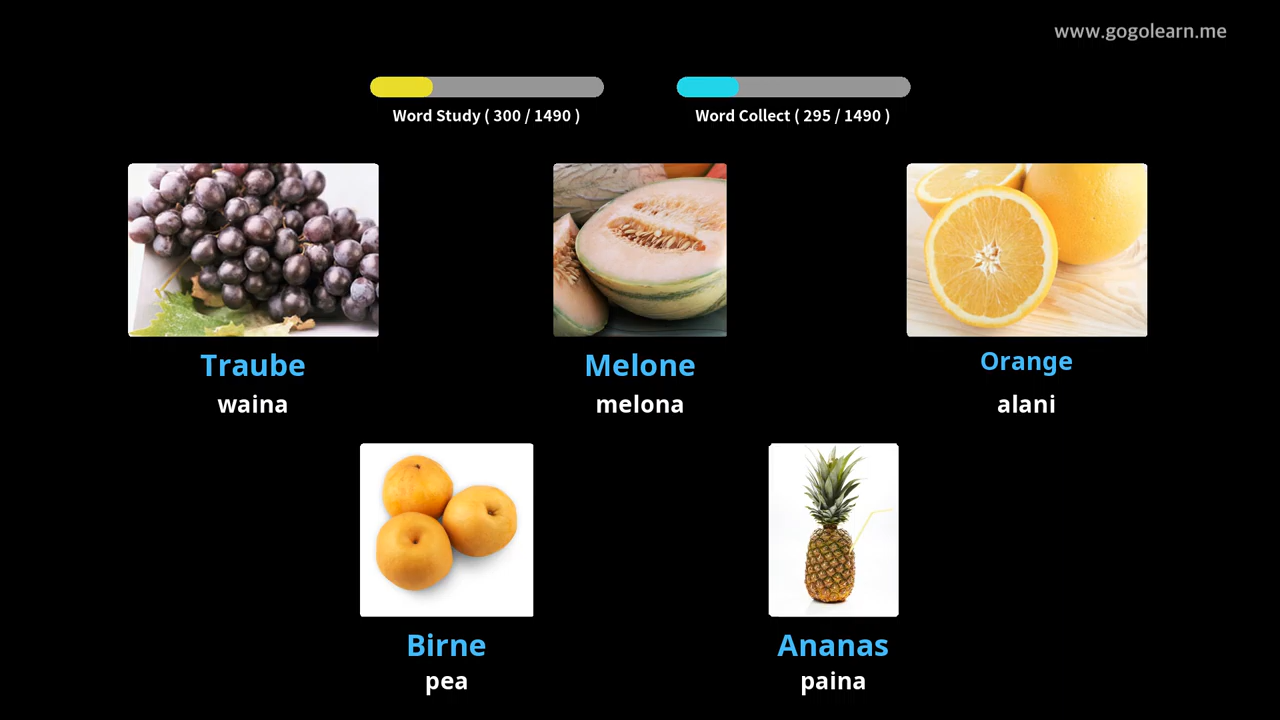 www.gogolearn.me
Word Study ( 300 / 1490 )
Word Collect ( 295 / 1490 )
Traube
waina
Melone
melona
Orange
alani
Birne
pea
Ananas
paina